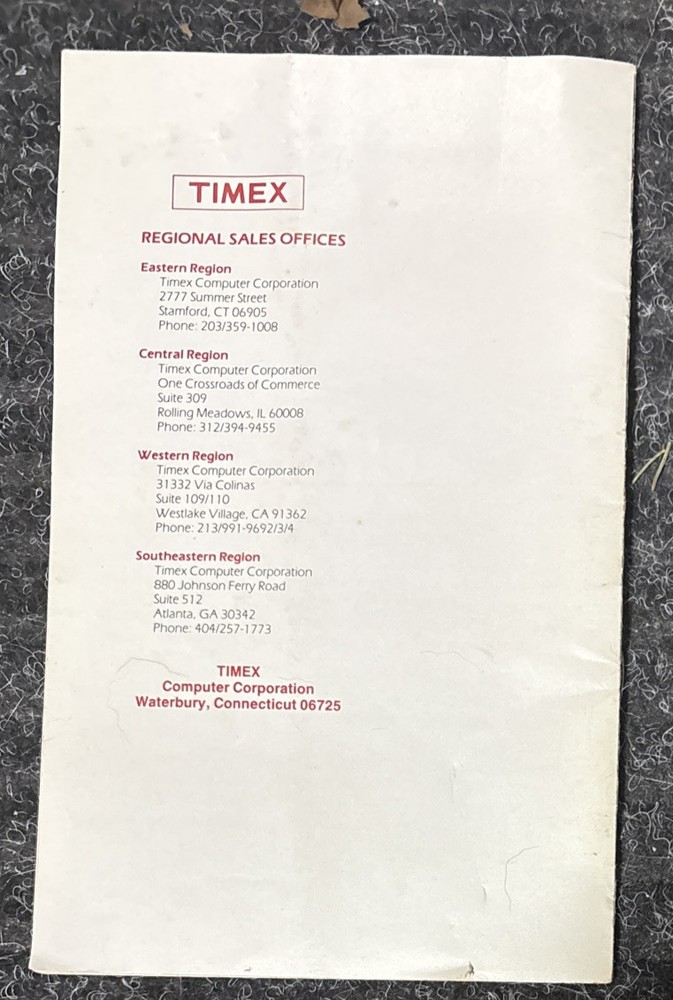 TIMEX
REGIONAL SALES OFFICES
Eastern Region
Timex Computer Corporation
2777 Summer Street
Stamford, CT 06905
Phone: 203/359-1008
Central Region
Timex Computer Corporation
One Crossroads of Commerce
Suite 309
Rolling Meadows, IL 60008
Phone: 312/394-9455
Western Region
Timex Computer Corporation
31332 Via Colinas
Suite 109/110
Westlake Village, CA 91362
Phone: 213/991-9692/3/4
Southeastern Region
Timex Computer Corporation
880 Johnson Ferry Road
Suite 512
Atlanta, GA 30342
Phone: 404/257-1773
TIMEX
Computer Corporation
Waterbury, Connecticut 06725